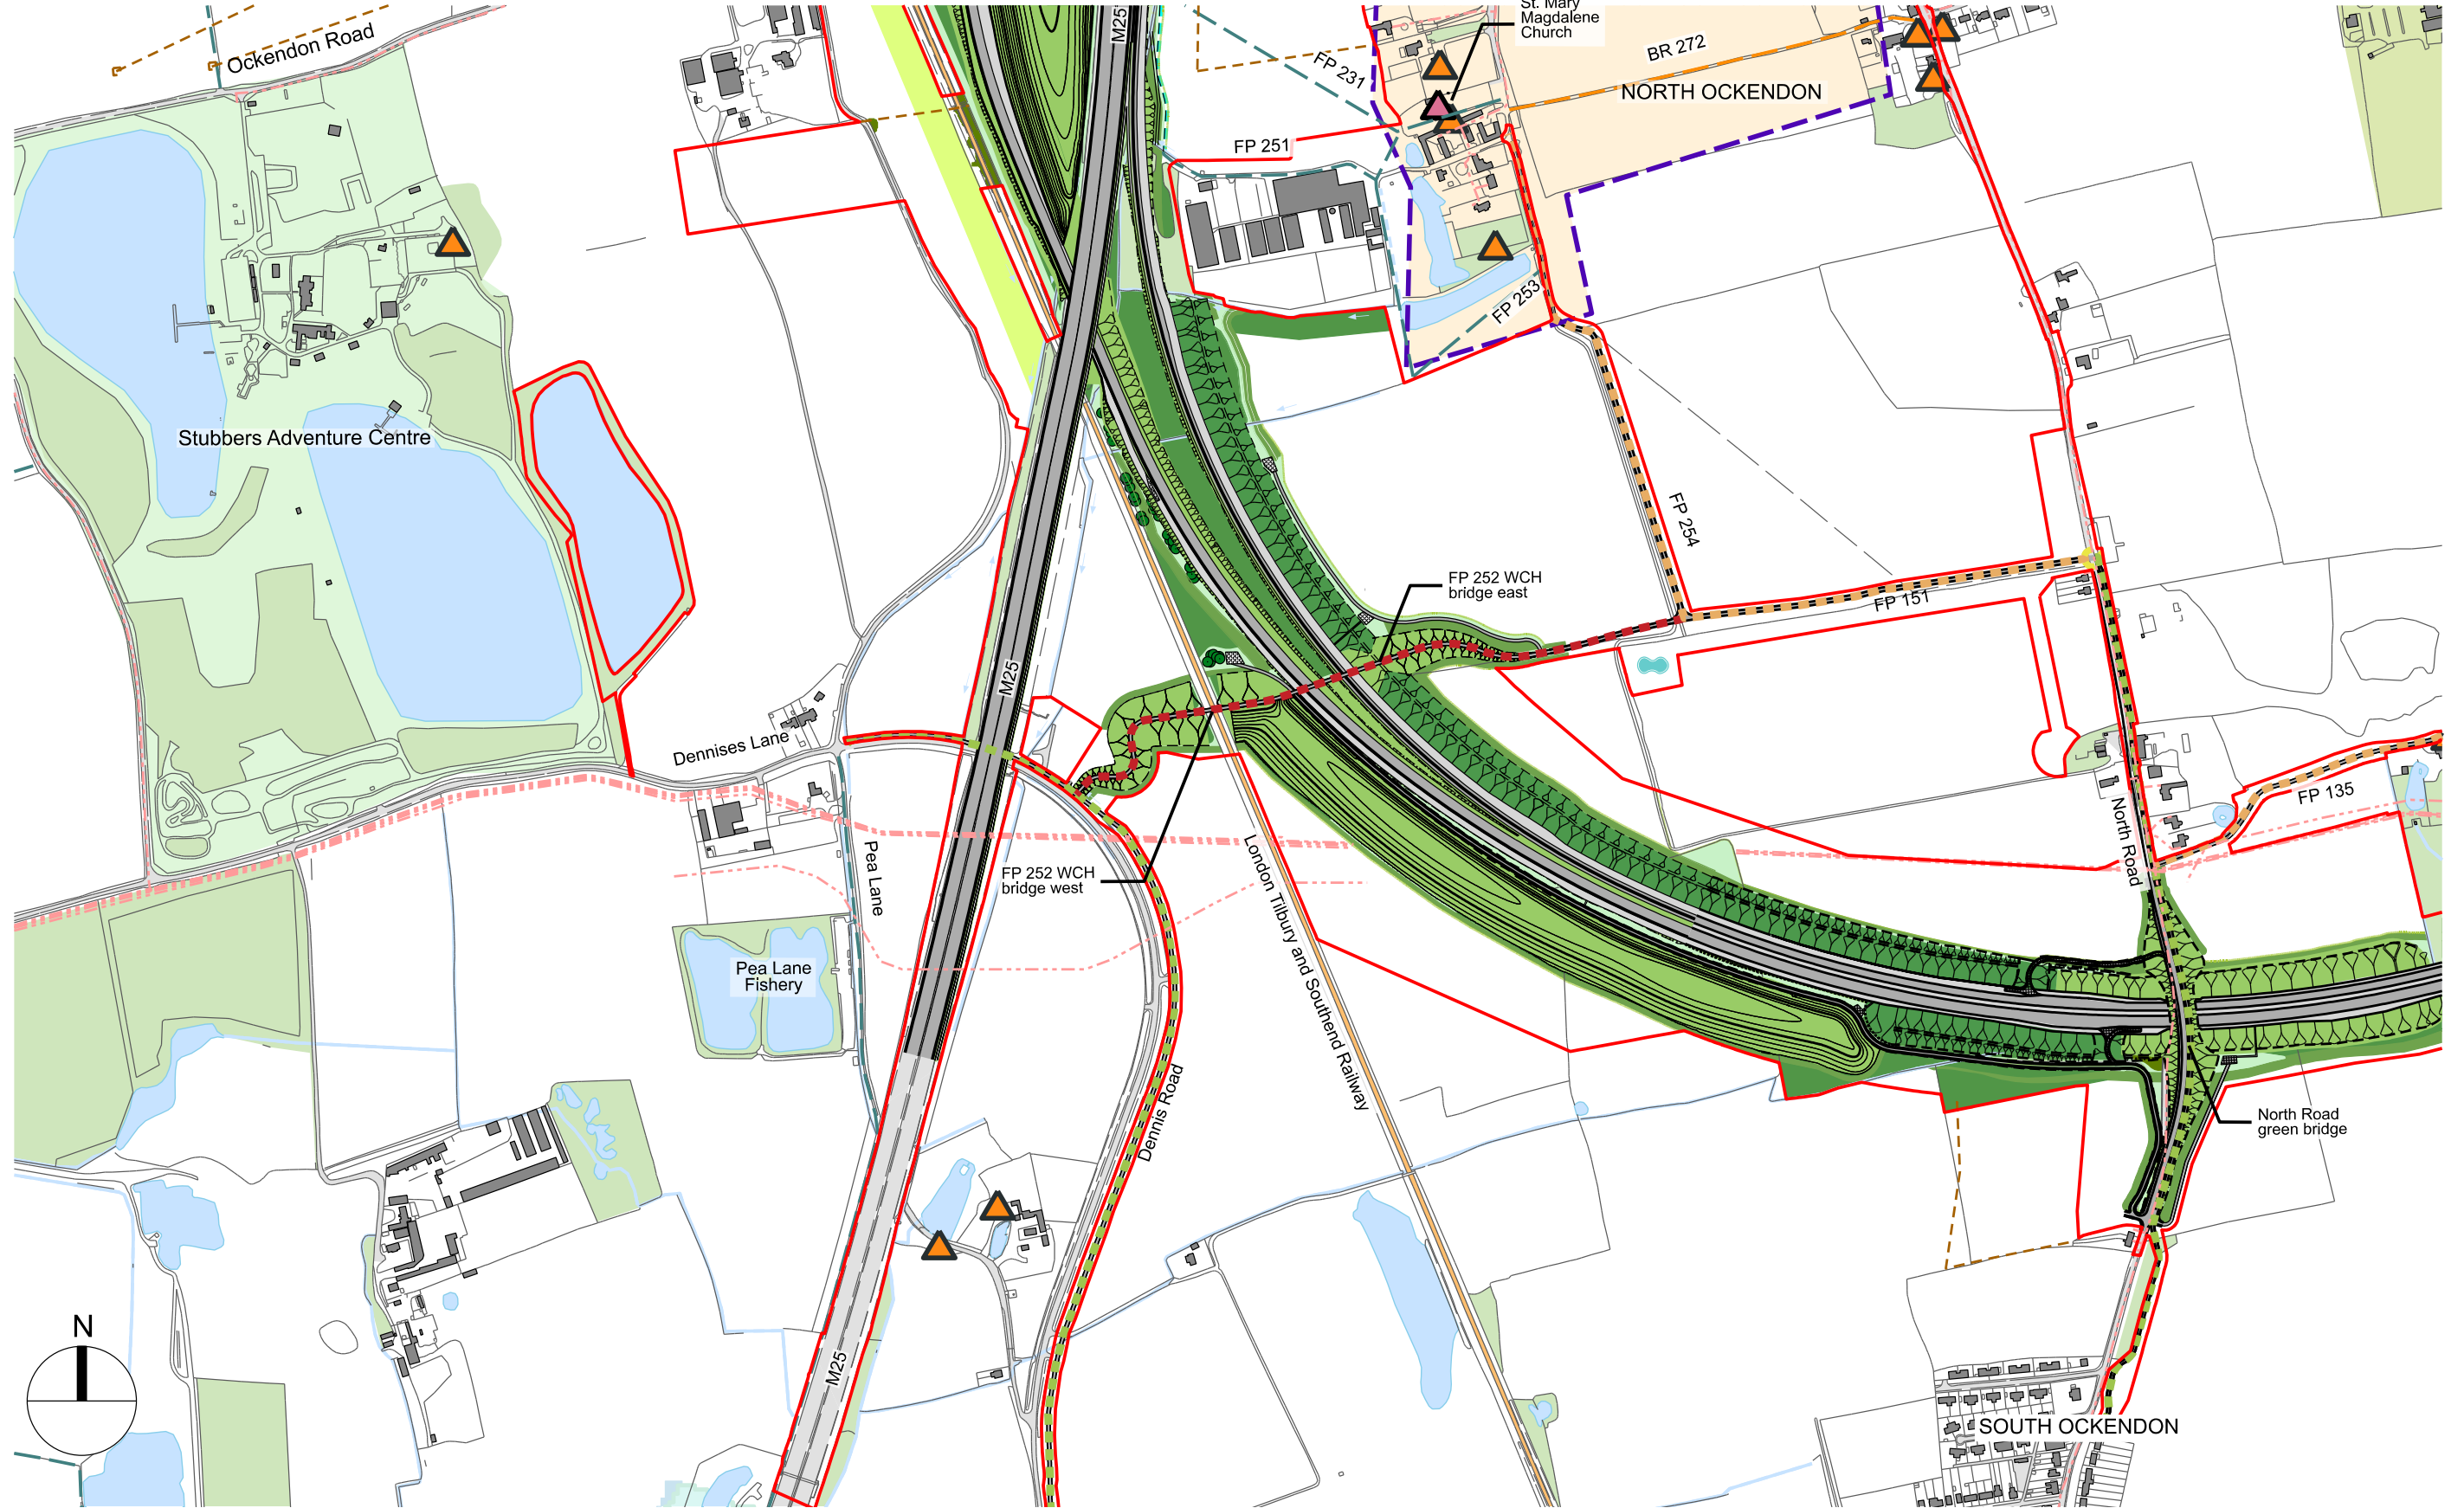 Ockendon Road
M25
St. Mary
Magdalene
Church
FP 231
BR 272
NORTH OCKENDON
FP 251
FP 253
Stubbers Adventure Centre
FP 254
FP 252 WCH
bridge east
FP 151
M25
Dennises Lane
FP 135
North Road
Pea Lane
FP 252 WCH
bridge west
London Tilbury and Southend Railway
Pea Lane
Fishery
Dennis Road
North Road
green bridge
N
M25
SOUTH OCKENDON